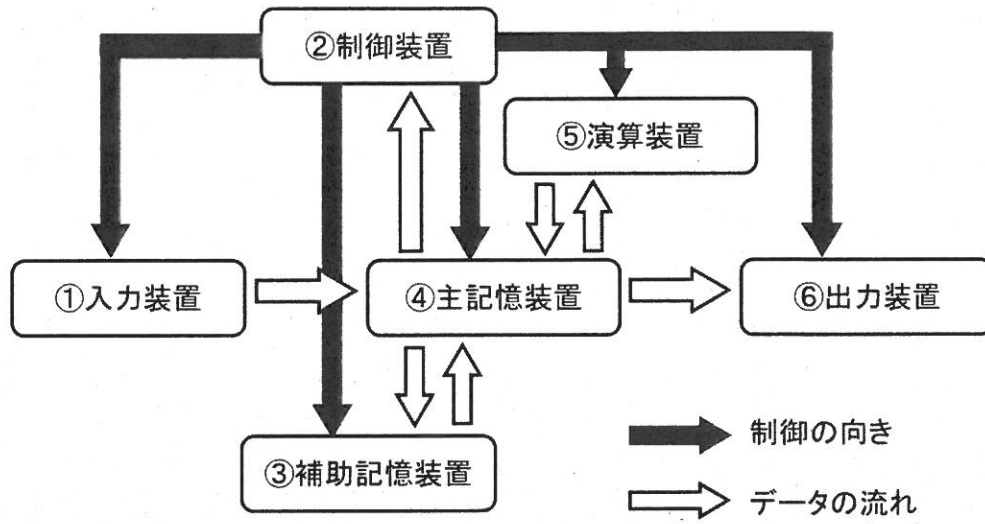 ②制御装置
⑤演算装置
①入力装置
④主記憶装置
⑥出力装置
③補助記憶装置
制御の向き
データの流れ